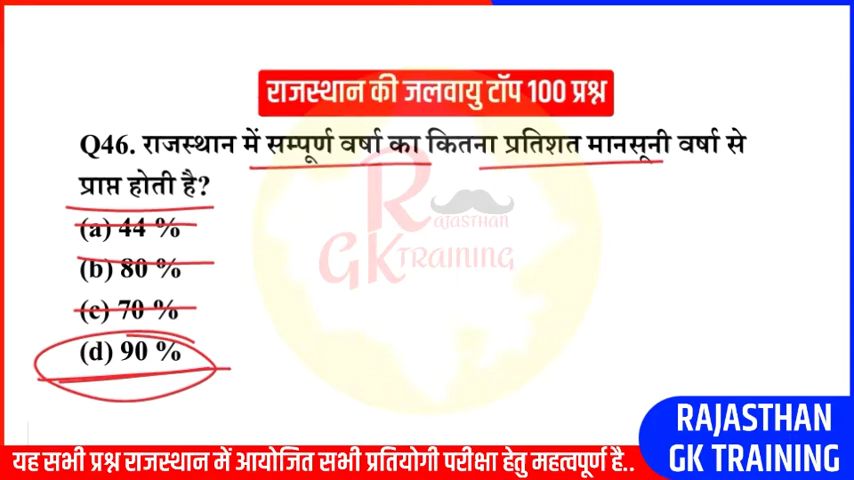 राजस्थान की जलवायु टॉप 100 प्रश्न
Q46. राजस्थान में सम्पूर्ण वर्षा का कितना प्रतिशत मानसूनी वर्षा से
प्राप्त होती है?
(a) 44 %
(b) 80 %
(c) 70 %
(d) 90 %
RAJASTHAN
GK TRAINING
RAJASTHAN
GK TRAINING
यह सभी प्रश्न राजस्थान में आयोजित सभी प्रतियोगी परीक्षा हेतु महत्वपूर्ण है..